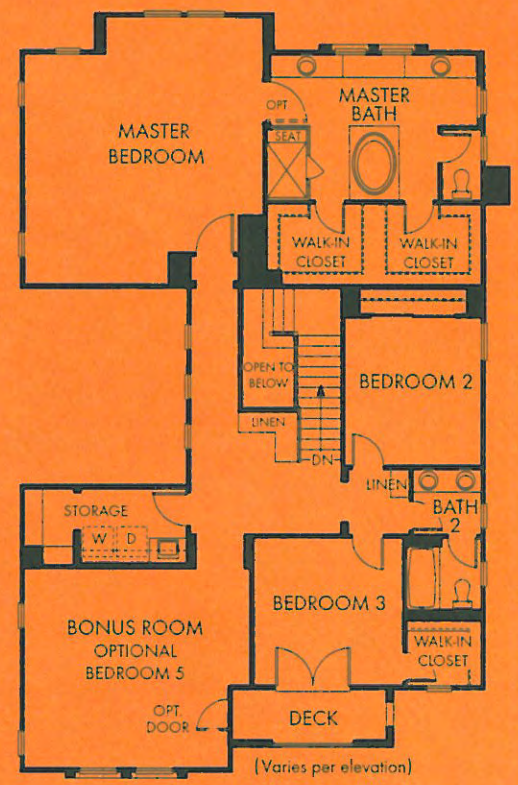 MASTER
BEDROOM
OPT
MASTER
BATH
SEAT
WALK-IN
CLOSET
WALK-IN
CLOSET
OPEN TO
BELOW
BEDROOM 2
LINEN
DN
LINEN
BATH
2
STORAGE
W D
BEDROOM 3
BONUS ROOM
OPTIONAL
BEDROOM 5
WALK-IN
CLOSET
OPT.
DOOR
DECK
(Varies per elevation)